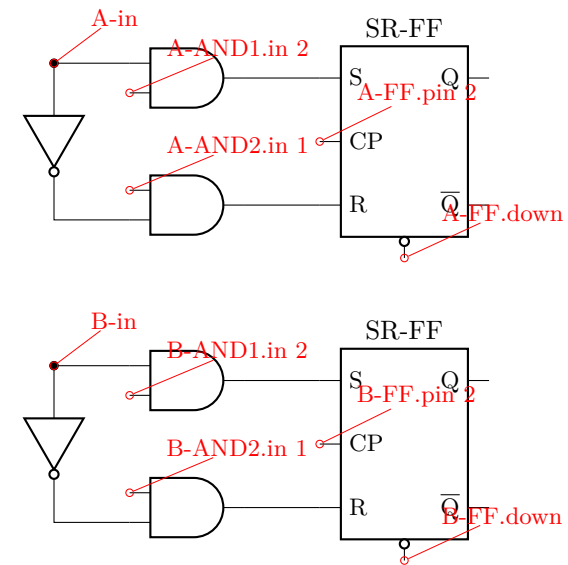 A-in
SR-FF
A-AND1.in 2
S
Q
A-FF.pin 2
CP
A-AND2.in 1
R
Q̅
A-FF.down
B-in
SR-FF
B-AND1.in 2
S
Q
B-FF.pin 2
CP
B-AND2.in 1
R
Q̅
B-FF.down